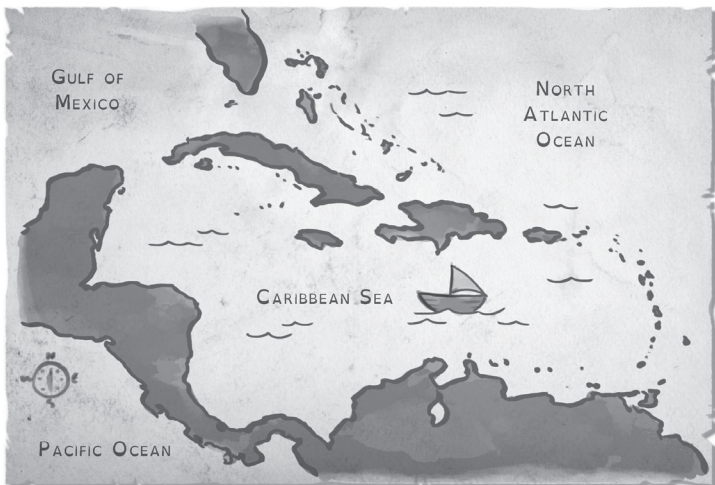 Gulf of
Mexico
North
Atlantic
Ocean
Caribbean Sea
N
E
S
Pacific Ocean